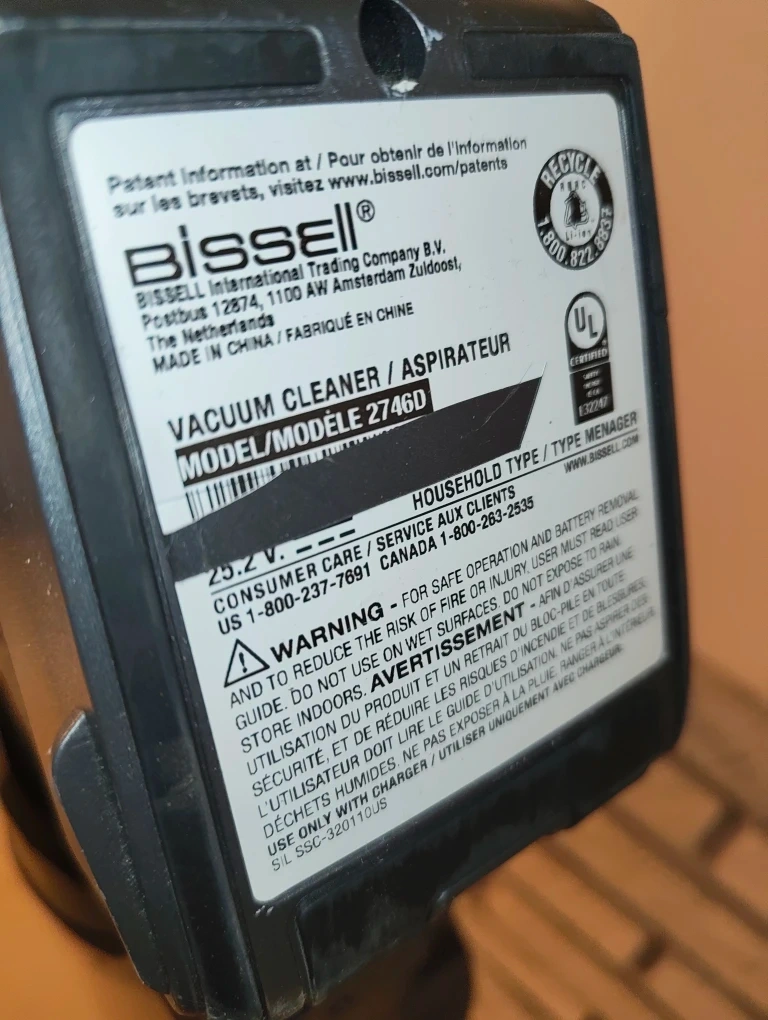 Patent Information at / Pour obtenir de l'information
sur les brevets, visitez www.bissell.com/patents
BISSELL®
BISSELL International Trading Company B.V.
Postbus 12874, 1100 AW Amsterdam Zuidoost,
The Netherlands
MADE IN CHINA / FABRIQUÉ EN CHINE
RECYCLE
RBRC
Li-ion
1.800.822.8837
UL
CERTIFIED
E32247
VACUUM CLEANER / ASPIRATEUR
MODEL/MODÈLE 2746D
25.2 V.
HOUSEHOLD TYPE / TYPE MENAGER
WWW.BISSELL.COM
CONSUMER CARE / SERVICE AUX CLIENTS
US 1-800-237-7691 CANADA 1-800-263-2535
WARNING - FOR SAFE OPERATION AND BATTERY REMOVAL
AND TO REDUCE THE RISK OF FIRE OR INJURY, USER MUST READ USER
GUIDE. DO NOT USE ON WET SURFACES. DO NOT EXPOSE TO RAIN.
STORE INDOORS. AVERTISSEMENT - AFIN D'ASSURER UNE
UTILISATION DU PRODUIT ET UN RETRAIT DU BLOC-PILE EN TOUTE
SÉCURITÉ, ET DE RÉDUIRE LES RISQUES D'INCENDIE ET DE BLESSURES,
L'UTILISATEUR DOIT LIRE LE GUIDE D'UTILISATION. NE PAS ASPIRER DES
DÉCHETS HUMIDES. NE PAS EXPOSER À LA PLUIE. RANGER À L'INTÉRIEUR.
USE ONLY WITH CHARGER / UTILISER UNIQUEMENT AVEC CHARGEUR:
SIL SSC-320110US